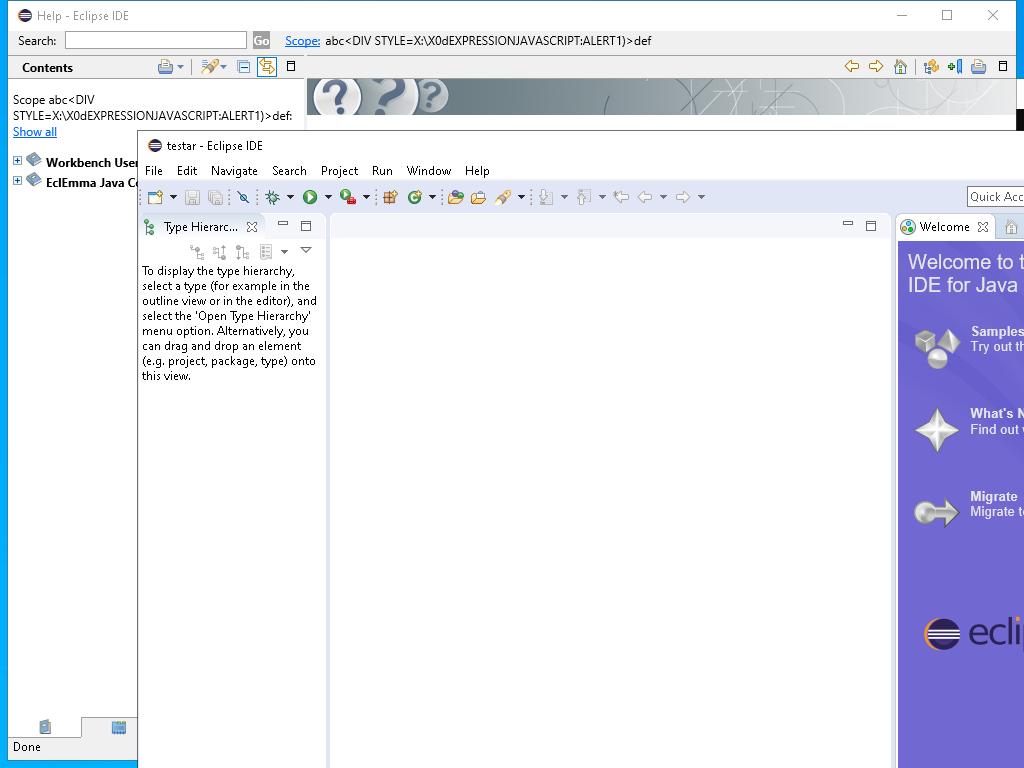 Help - Eclipse IDE
Search:
Go
Scope: abc<DIV STYLE=X:\X0dEXPRESSIONJAVASCRIPT:ALERT1)>def
Contents
Scope abc<DIV
STYLE=X:\X0dEXPRESSIONJAVASCRIPT:ALERT1)>def:
Show all
Workbench User
EclEmma Java Co
testar - Eclipse IDE
File Edit Navigate Search Project Run Window Help
Quick Acc
Type Hierarc...
To display the type hierarchy,
select a type (for example in the
outline view or in the editor), and
select the 'Open Type Hierarchy'
menu option. Alternatively, you
can drag and drop an element
(e.g. project, package, type) onto
this view.
Welcome
Welcome to t
IDE for Java
Samples
Try out th
What's N
Find out
Migrate
Migrate to
eclip
Done